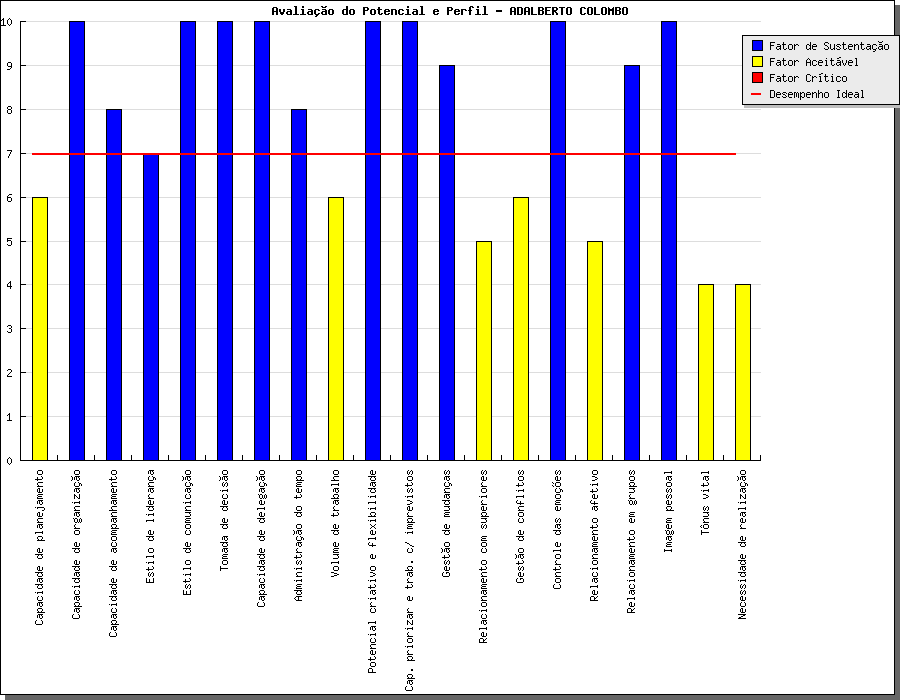 Avaliação do Potencial e Perfil - ADALBERTO COLOMBO
Fator de Sustentação
Fator Aceitável
Fator Crítico
Desempenho Ideal
10
9
8
7
6
5
4
3
2
1
0
Capacidade de planejamento
Capacidade de organização
Capacidade de acompanhamento
Estilo de liderança
Estilo de comunicação
Tomada de decisão
Capacidade de delegação
Administração do tempo
Volume de trabalho
Potencial criativo e flexibilidade
Cap. priorizar e trab. c/ imprevistos
Gestão de mudanças
Relacionamento com superiores
Gestão de conflitos
Controle das emoções
Relacionamento afetivo
Relacionamento em grupos
Imagem pessoal
Tônus vital
Necessidade de realização